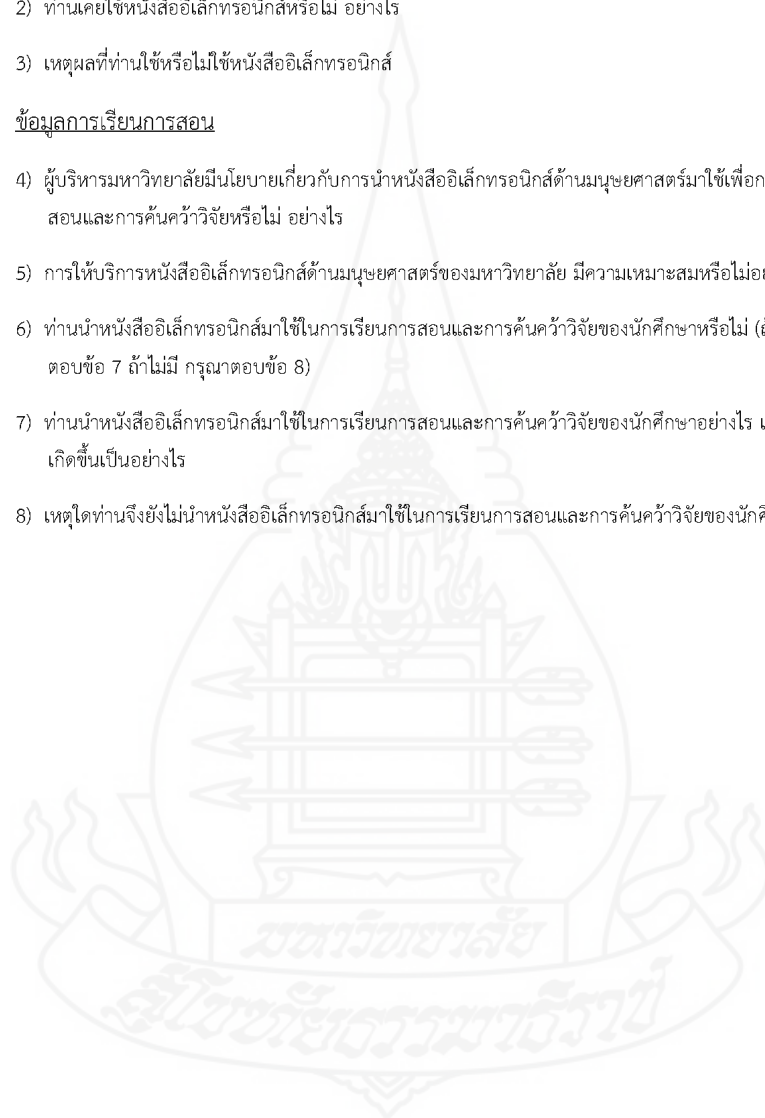 2) ท่านเคยใช้หนังสืออิเล็กทรอนิกส์หรือไม่ อย่างไร
3) เหตุผลที่ท่านใช้หรือไม่ใช้หนังสืออิเล็กทรอนิกส์
ข้อมูลการเรียนการสอน
4) ผู้บริหารมหาวิทยาลัยมีนโยบายเกี่ยวกับการนำหนังสืออิเล็กทรอนิกส์ด้านมนุษยศาสตร์มาใช้เพื่อก
สอนและการค้นคว้าวิจัยหรือไม่ อย่างไร
5) การให้บริการหนังสืออิเล็กทรอนิกส์ด้านมนุษยศาสตร์ของมหาวิทยาลัย มีความเหมาะสมหรือไม่อ
6) ท่านนำหนังสืออิเล็กทรอนิกส์มาใช้ในการเรียนการสอนและการค้นคว้าวิจัยของนักศึกษาหรือไม่
ตอบข้อ 7 ถ้าไม่มี กรุณาตอบข้อ 8)
7) ท่านนำหนังสืออิเล็กทรอนิกส์มาใช้ในการเรียนการสอนและการค้นคว้าวิจัยของนักศึกษาอย่างไร
เกิดขึ้นเป็นอย่างไร
8) เหตุใดท่านจึงยังไม่นำหนังสืออิเล็กทรอนิกส์มาใช้ในการเรียนการสอนและการค้นคว้าวิจัยของนัก
มหาวิทยาลัย
สุโขทัยธรรมาธิราช